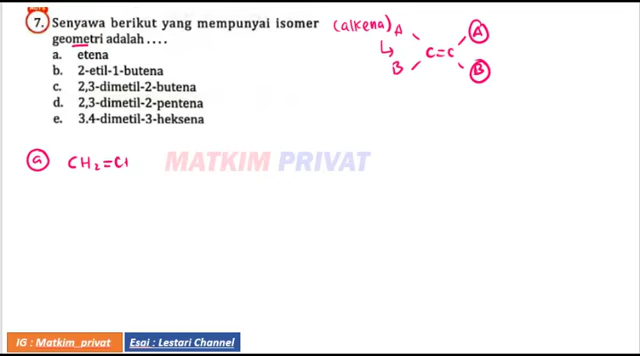 7. Senyawa berikut yang mempunyai isomer
geometri adalah ....
a. etena
b. 2-etil-1-butena
c. 2,3-dimetil-2-butena
d. 2,3-dimetil-2-pentena
e. 3.4-dimetil-3-heksena
(alkena) A A
C=C
B B
a CH₂=CH
MATKIM PRIVAT
IG : Matkim_privat
Esai : Lestari Channel